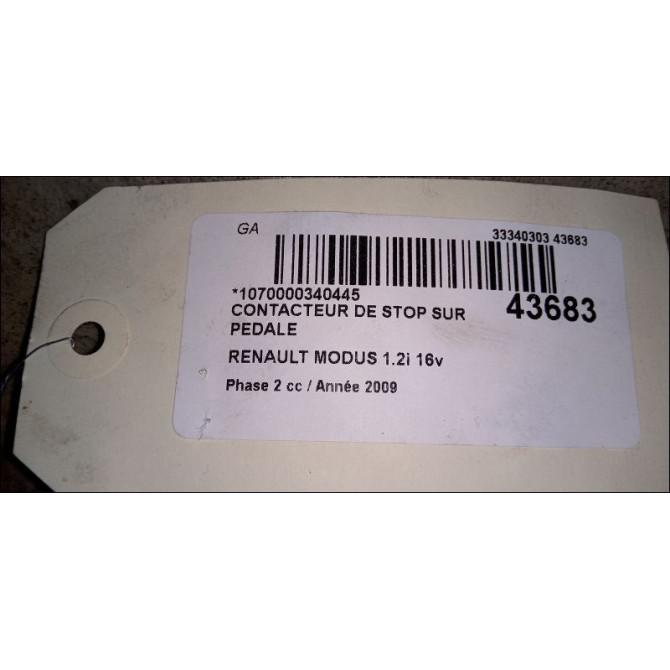 GA
33340303 43683
*1070000340445
43683
CONTACTEUR DE STOP SUR
PEDALE
RENAULT MODUS 1.2i 16v
Phase 2 cc / Année 2009